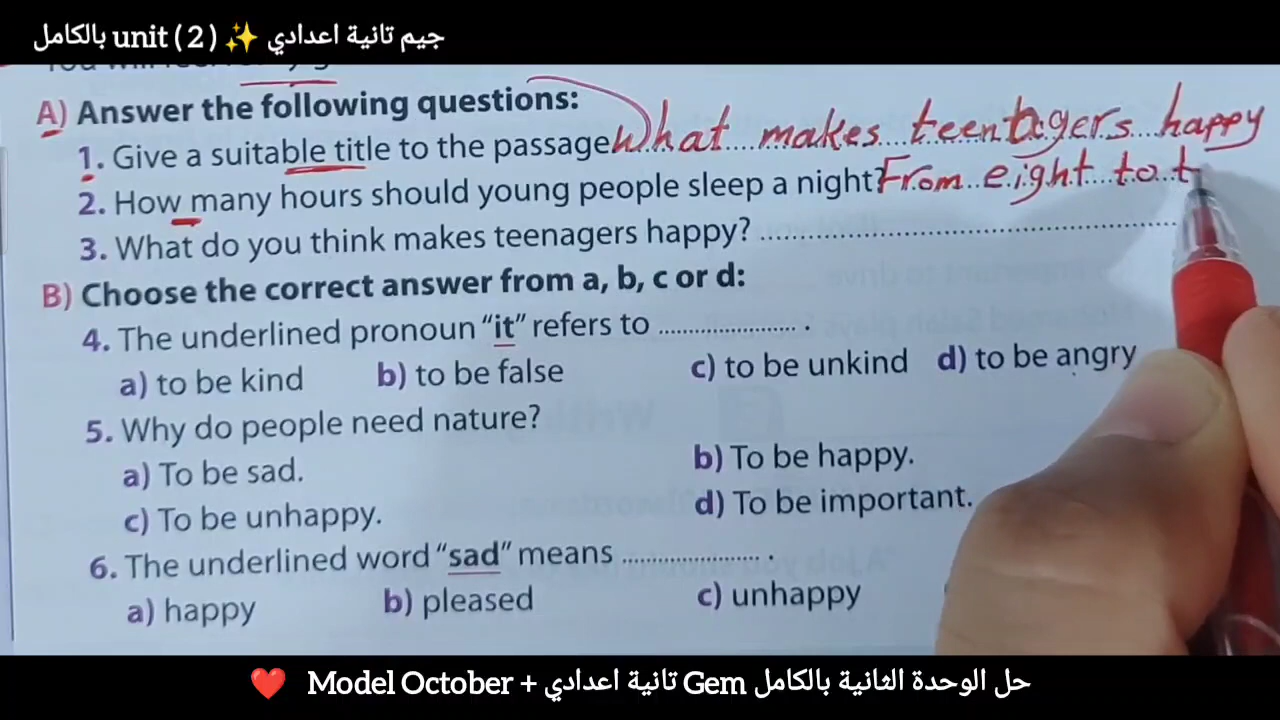 جيم تانية اعدادي ✨ unit ( 2 ) بالكامل
You will
A) Answer the following questions:
1. Give a suitable title to the passage What makes teentagers happy
2. How many hours should young people sleep a night? From eight to t
3. What do you think makes teenagers happy? ........................
B) Choose the correct answer from a, b, c or d:
4. The underlined pronoun “it” refers to ........................ .
a) to be kind b) to be false c) to be unkind d) to be angry
5. Why do people need nature?
a) To be sad. b) To be happy.
c) To be unhappy. d) To be important.
6. The underlined word “sad” means ........................ .
a) happy b) pleased c) unhappy
حل الوحدة الثانية بالكامل Gem تانية اعدادي + Model October ❤️